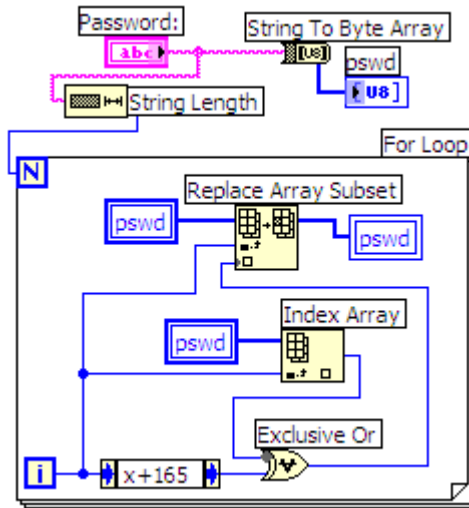 Password:
String To Byte Array
abc
[U8]
pswd
[U8]
String Length
For Loop
N
Replace Array Subset
pswd
pswd
Index Array
pswd
Exclusive Or
i
x+165